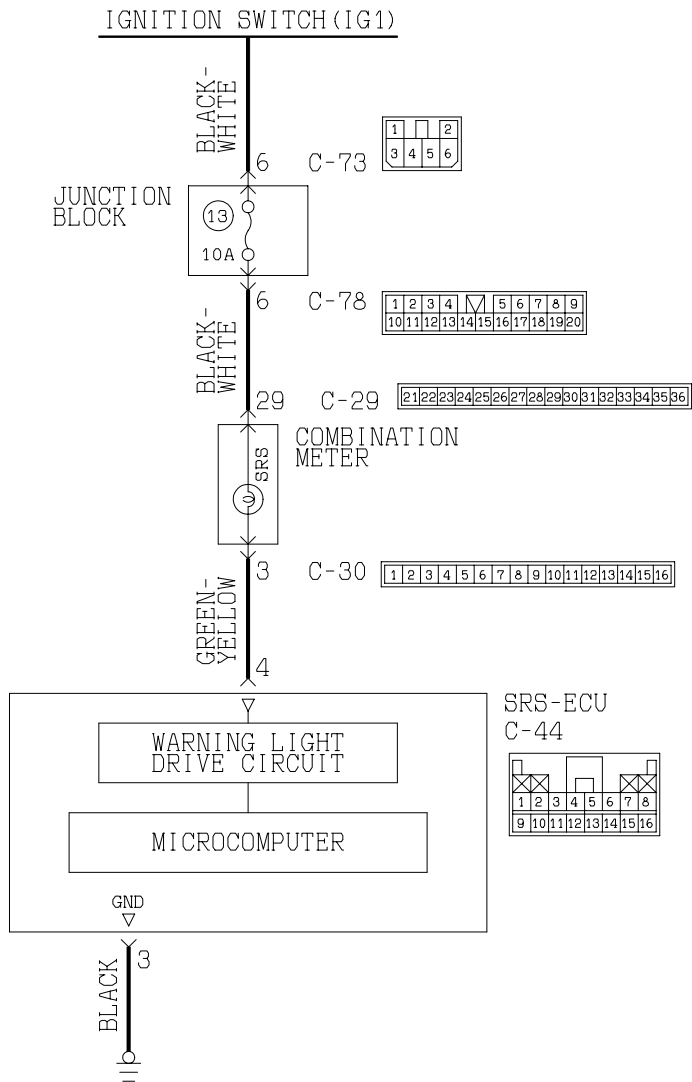 IGNITION SWITCH(IG1)
BLACK-
WHITE
6
C-73
1 2
3 4 5 6
JUNCTION
BLOCK
13
10A
6
C-78
1 2 3 4 5 6 7 8 9
10 11 12 13 14 15 16 17 18 19 20
BLACK-
WHITE
29
C-29
21 22 23 24 25 26 27 28 29 30 31 32 33 34 35 36
COMBINATION
METER
SRS
3
C-30
1 2 3 4 5 6 7 8 9 10 11 12 13 14 15 16
GREEN-
YELLOW
4
SRS-ECU
C-44
WARNING LIGHT
DRIVE CIRCUIT
1 2 3 4 5 6 7 8
9 10 11 12 13 14 15 16
MICROCOMPUTER
GND
3
BLACK